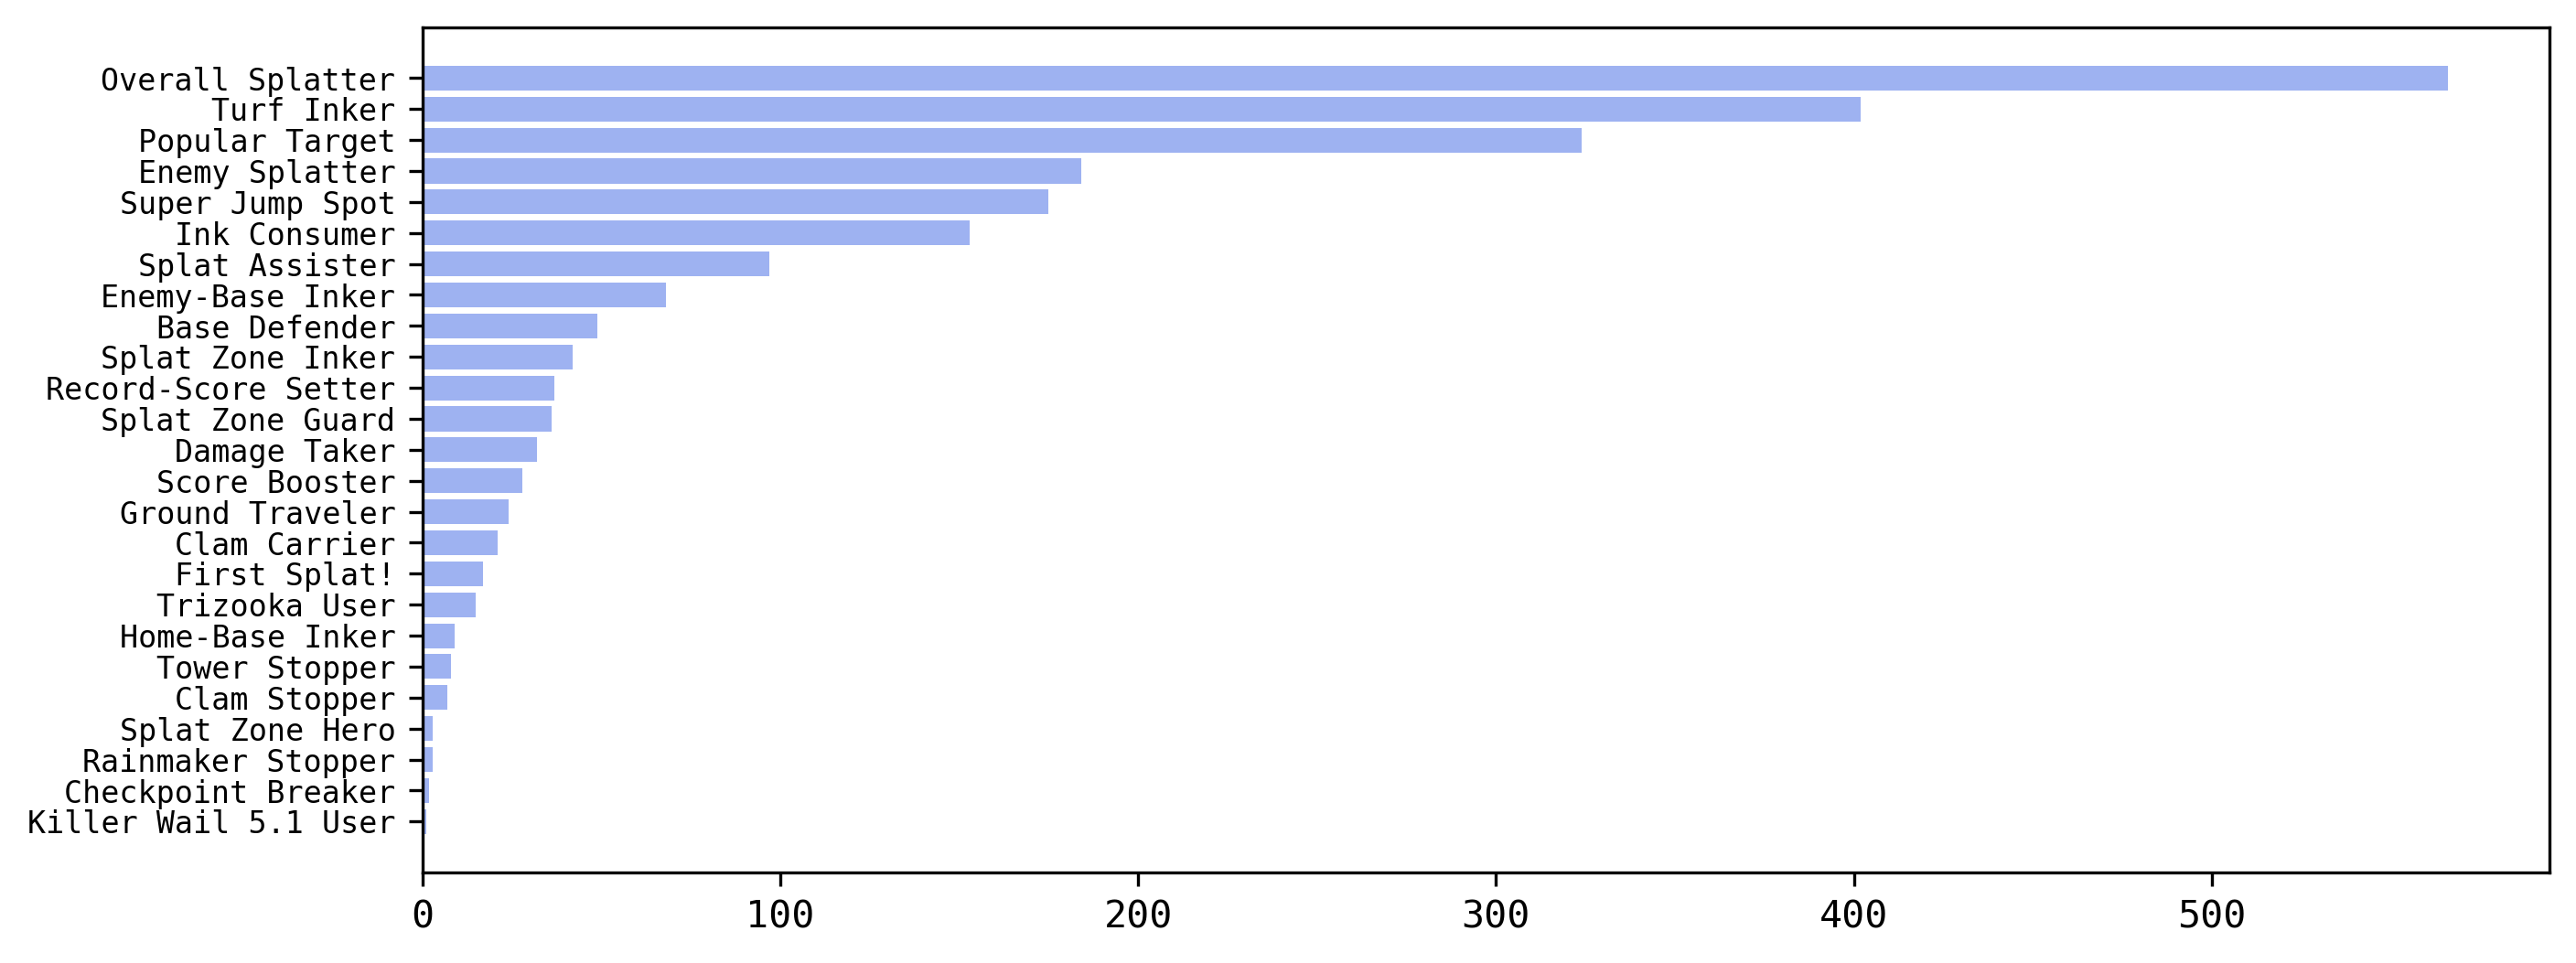 Overall Splatter
Turf Inker
Popular Target
Enemy Splatter
Super Jump Spot
Ink Consumer
Splat Assister
Enemy-Base Inker
Base Defender
Splat Zone Inker
Record-Score Setter
Splat Zone Guard
Damage Taker
Score Booster
Ground Traveler
Clam Carrier
First Splat!
Trizooka User
Home-Base Inker
Tower Stopper
Clam Stopper
Splat Zone Hero
Rainmaker Stopper
Checkpoint Breaker
Killer Wail 5.1 User
0 100 200 300 400 500